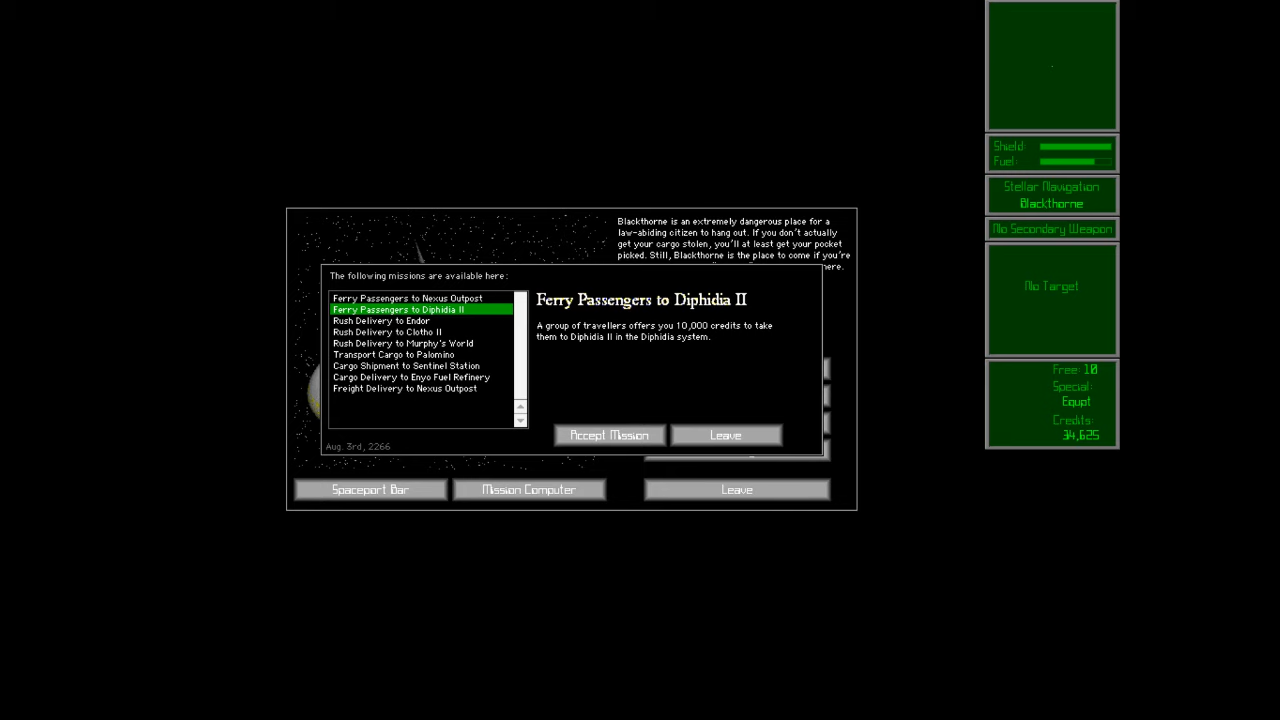 Blackthorne is an extremely dangerous place for a
law-abiding citizen to hang out. If you don't actually
get your cargo stolen, you'll at least get your pocket
picked. Still, Blackthorne is the place to come if you're
here.
The following missions are available here:
Ferry Passengers to Nexus Outpost
Ferry Passengers to Diphidia II
Rush Delivery to Endor
Rush Delivery to Clotho II
Rush Delivery to Murphy's World
Transport Cargo to Palomino
Cargo Shipment to Sentinel Station
Cargo Delivery to Enyo Fuel Refinery
Freight Delivery to Nexus Outpost
Aug. 3rd, 2266
Ferry Passengers to Diphidia II
A group of travellers offers you 10,000 credits to take
them to Diphidia II in the Diphidia system.
Accept Mission
Leave
Spaceport Bar
Mission Computer
Leave
Shield:
Fuel:
Stellar Navigation
Blackthorne
No Secondary Weapon
No Target
Free: 10
Special:
Equpt
Credits:
34,625